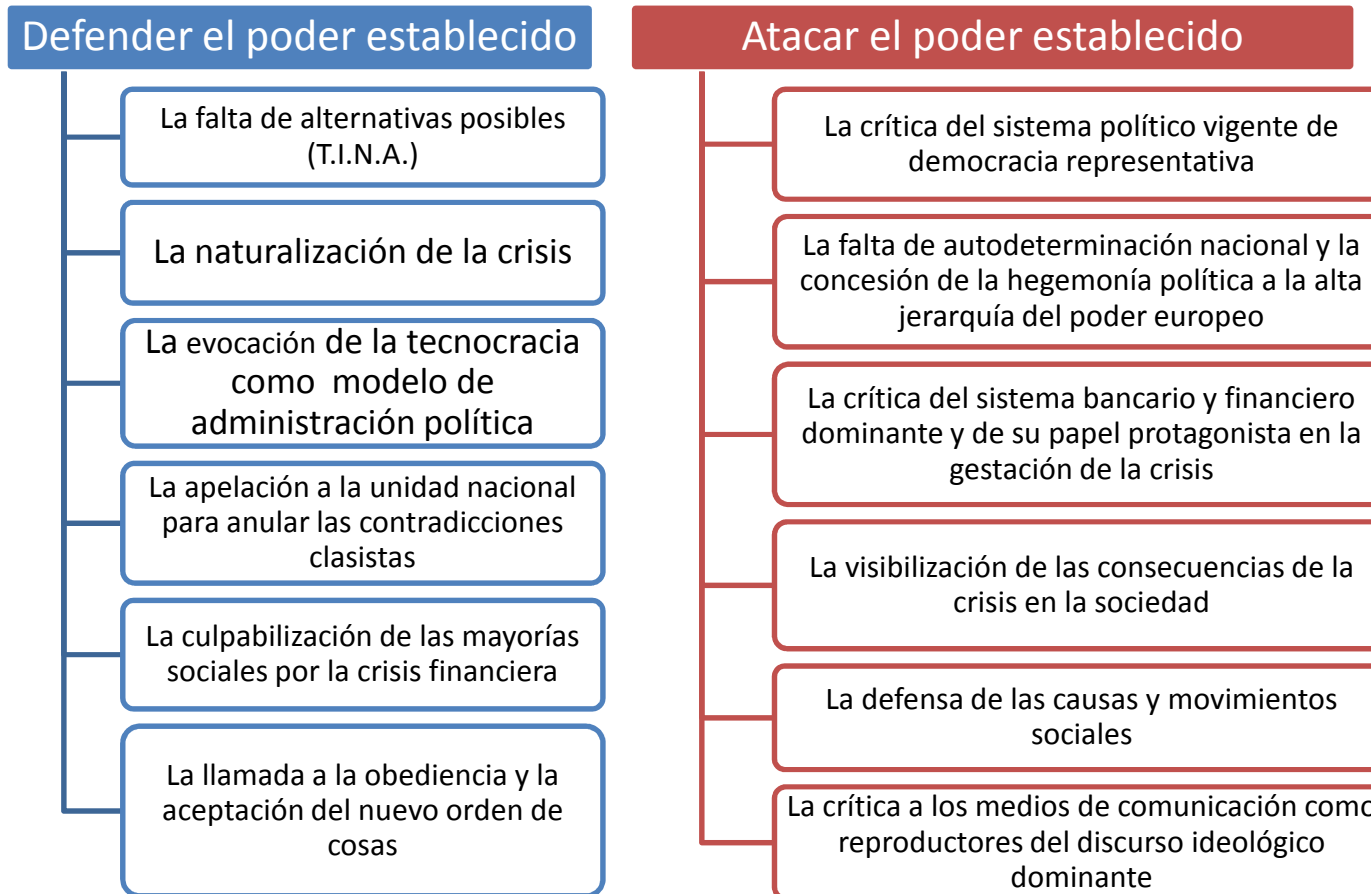 Defender el poder establecido
La falta de alternativas posibles
(T.I.N.A.)
La naturalización de la crisis
La evocación de la tecnocracia
como modelo de
administración política
La apelación a la unidad nacional
para anular las contradicciones
clasistas
La culpabilización de las mayorías
sociales por la crisis financiera
La llamada a la obediencia y la
aceptación del nuevo orden de
cosas
Atacar el poder establecido
La crítica del sistema político vigente de
democracia representativa
La falta de autodeterminación nacional y la
concesión de la hegemonía política a la alta
jerarquía del poder europeo
La crítica del sistema bancario y financiero
dominante y de su papel protagonista en la
gestación de la crisis
La visibilización de las consecuencias de la
crisis en la sociedad
La defensa de las causas y movimientos
sociales
La crítica a los medios de comunicación como
reproductores del discurso ideológico
dominante